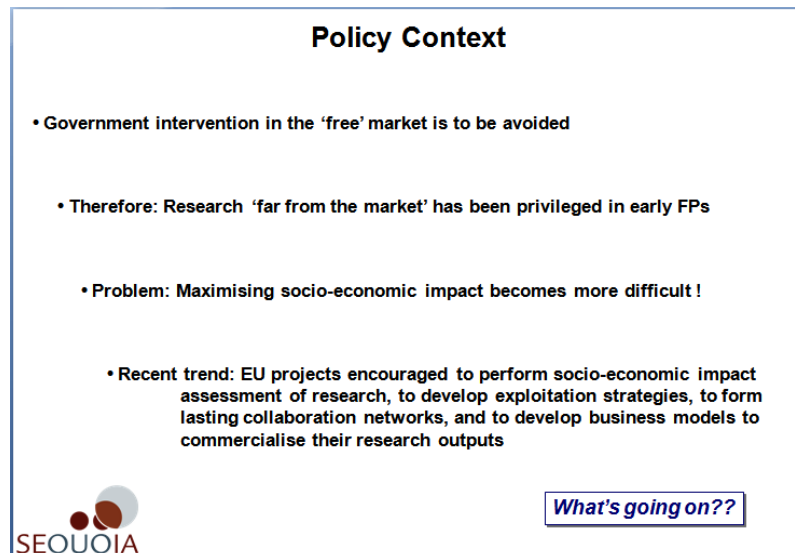 Policy Context
• Government intervention in the ‘free’ market is to be avoided
• Therefore: Research ‘far from the market’ has been privileged in early FPs
• Problem: Maximising socio-economic impact becomes more difficult !
• Recent trend: EU projects encouraged to perform socio-economic impact
assessment of research, to develop exploitation strategies, to form
lasting collaboration networks, and to develop business models to
commercialise their research outputs
What’s going on??
SEQUOIA